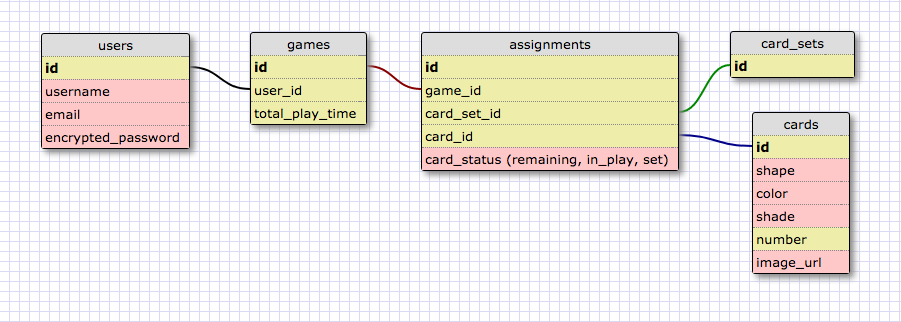 users
id
username
email
encrypted_password
games
id
user_id
total_play_time
assignments
id
game_id
card_set_id
card_id
card_status (remaining, in_play, set)
card_sets
id
cards
id
shape
color
shade
number
image_url